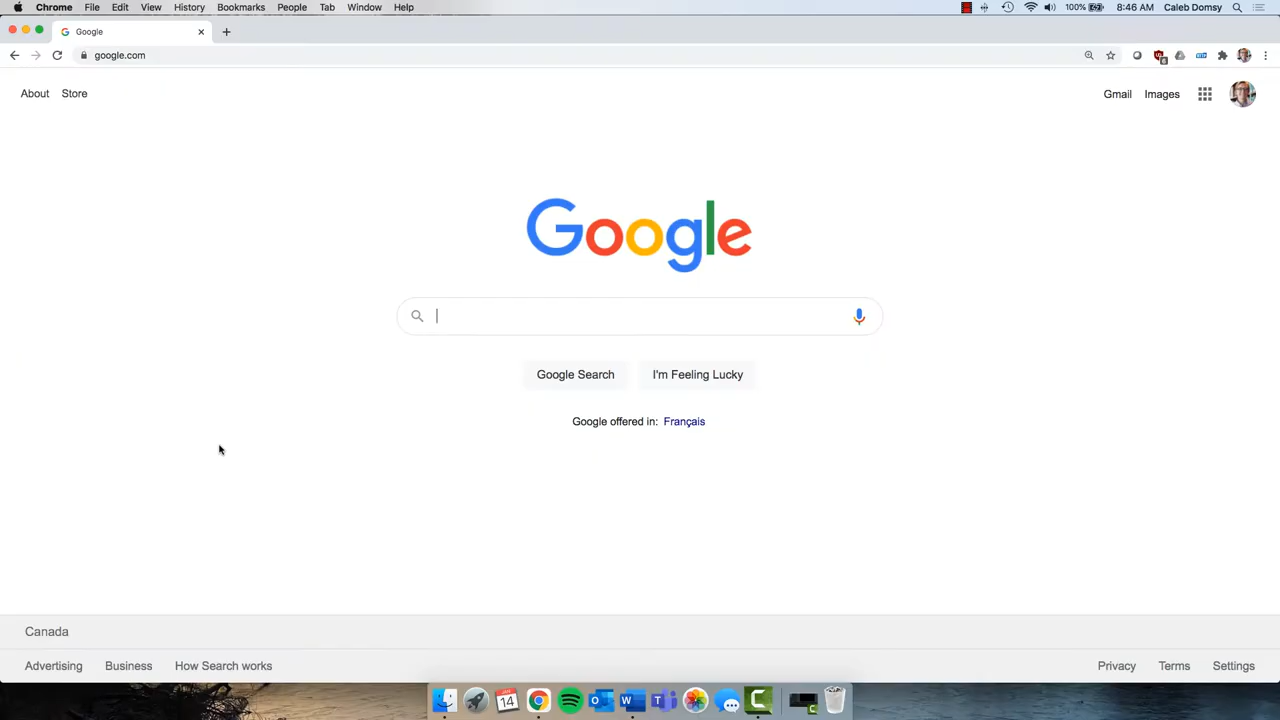 Chrome File Edit View History Bookmarks People Tab Window Help 100% 8:46 AM Caleb Domsy
Google
google.com
About Store Gmail Images
Google
Google Search I'm Feeling Lucky
Google offered in: Français
Canada
Advertising Business How Search works Privacy Terms Settings
14